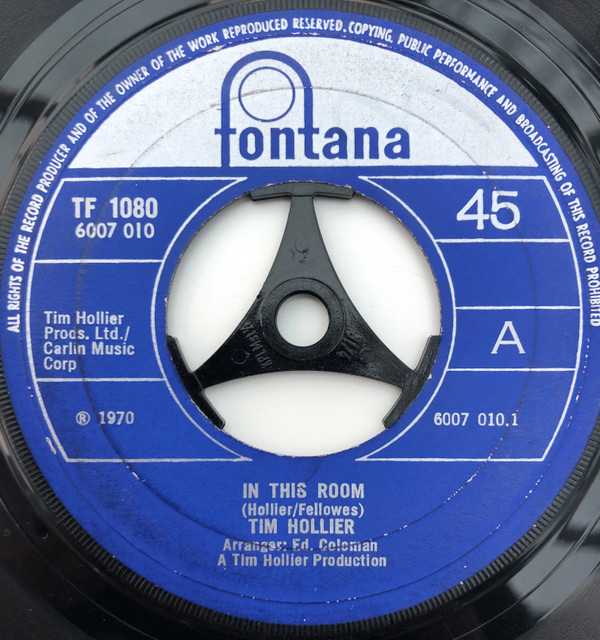 ALL RIGHTS OF THE RECORD PRODUCER AND OF THE OWNER OF THE WORK REPRODUCED RESERVED. COPYING, PUBLIC PERFORMANCE AND BROADCASTING OF THIS RECORD PROHIBITED
fontana
TF 1080
6007 010
45
Tim Hollier
Prods. Ltd./
Carlin Music
Corp
A
℗ 1970
6007 010.1
IN THIS ROOM
(Hollier/Fellowes)
TIM HOLLIER
Arranger: Ed. Coleman
A Tim Hollier Production